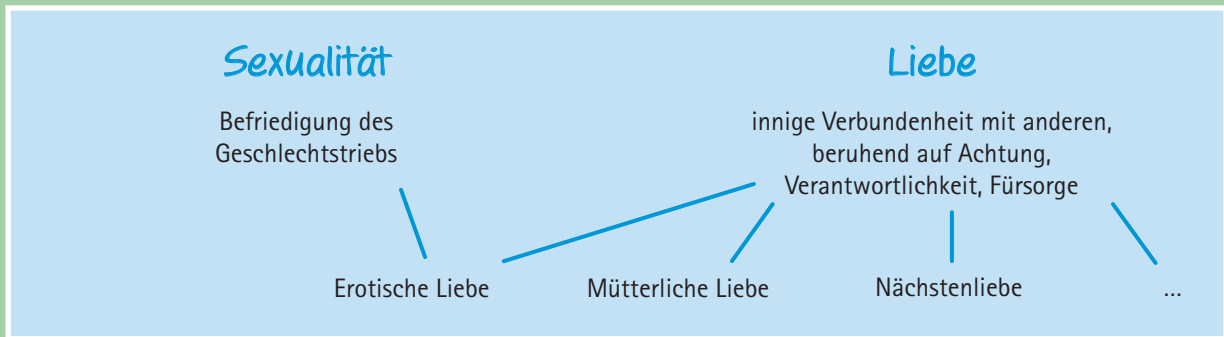 Sexualität
Befriedigung des
Geschlechtstriebs
Liebe
innige Verbundenheit mit anderen,
beruhend auf Achtung,
Verantwortlichkeit, Fürsorge
Erotische Liebe
Mütterliche Liebe
Nächstenliebe
...